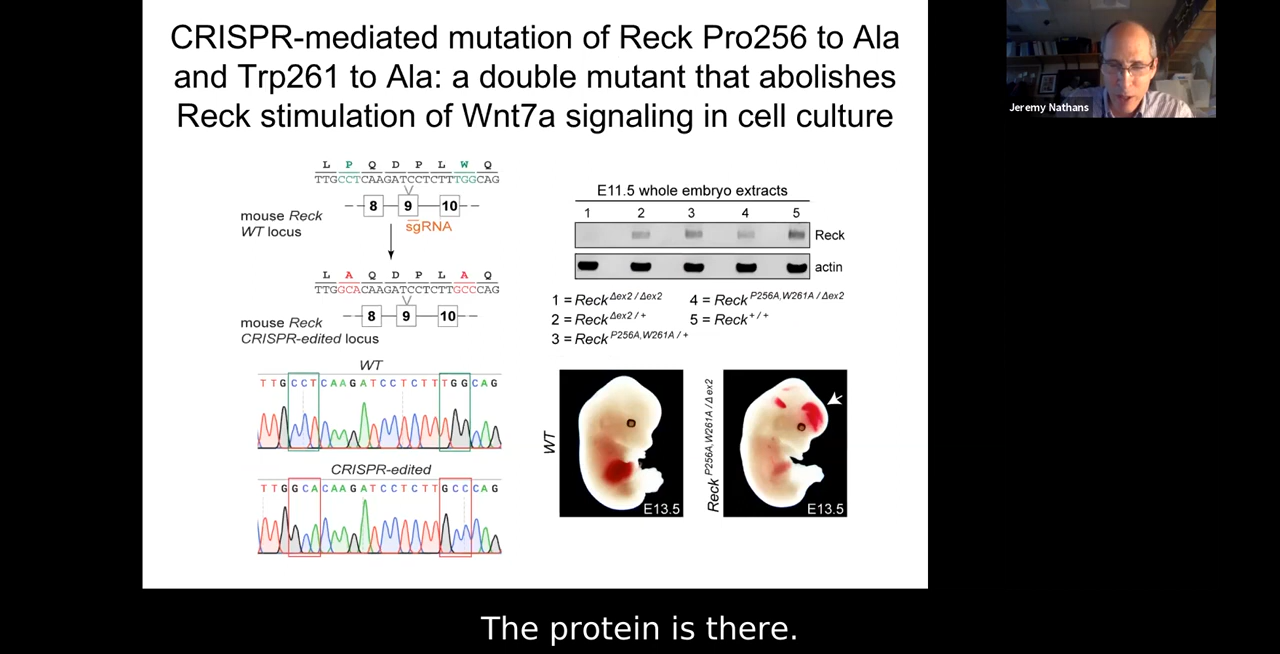 CRISPR-mediated mutation of Reck Pro256 to Ala
and Trp261 to Ala: a double mutant that abolishes
Reck stimulation of Wnt7a signaling in cell culture
Jeremy Nathans
L P Q D P L W Q
TTGCCTCAAGATCCTCTTTGGCAG
8 9 10
sgRNA
mouse Reck
WT locus
L A Q D P L A Q
TTGGCACAAGATCCTCTTGCCCAG
8 9 10
mouse Reck
CRISPR-edited locus
WT
TTGCCTCAAGATCCTCTTTGGCAG
CRISPR-edited
TTGGCACAAGATCCTCTTGCCCAG
E11.5 whole embryo extracts
1 2 3 4 5
Reck
actin
1 = Reck Δex2 / Δex2
2 = Reck Δex2 / +
3 = Reck P256A,W261A / +
4 = Reck P256A,W261A / Δex2
5 = Reck + / +
WT
E13.5
Reck P256A,W261A / Δex2
E13.5
The protein is there.